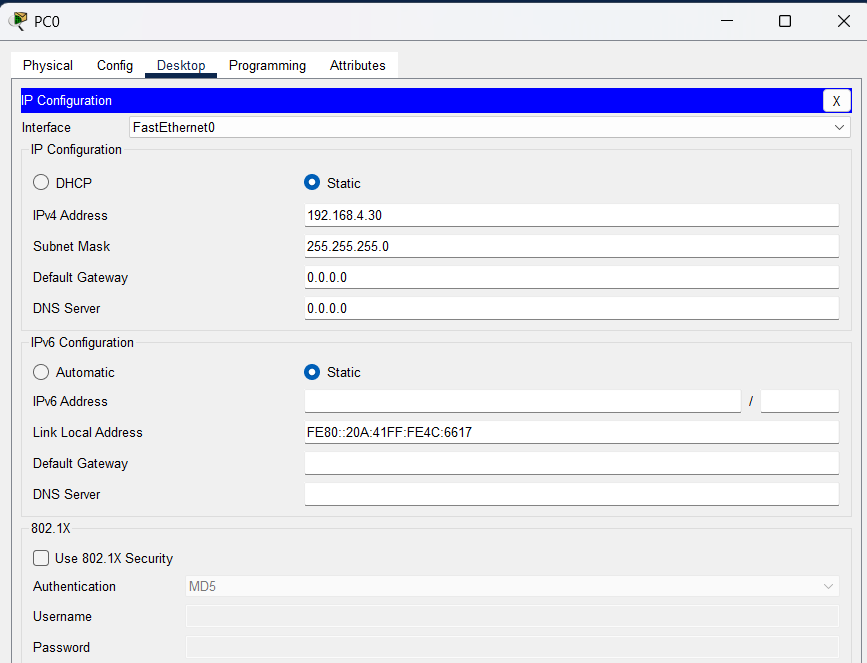 PC0
Physical Config Desktop Programming Attributes
IP Configuration X
Interface FastEthernet0
IP Configuration
DHCP Static
IPv4 Address 192.168.4.30
Subnet Mask 255.255.255.0
Default Gateway 0.0.0.0
DNS Server 0.0.0.0
IPv6 Configuration
Automatic Static
IPv6 Address /
Link Local Address FE80::20A:41FF:FE4C:6617
Default Gateway
DNS Server
802.1X
Use 802.1X Security
Authentication MD5
Username
Password